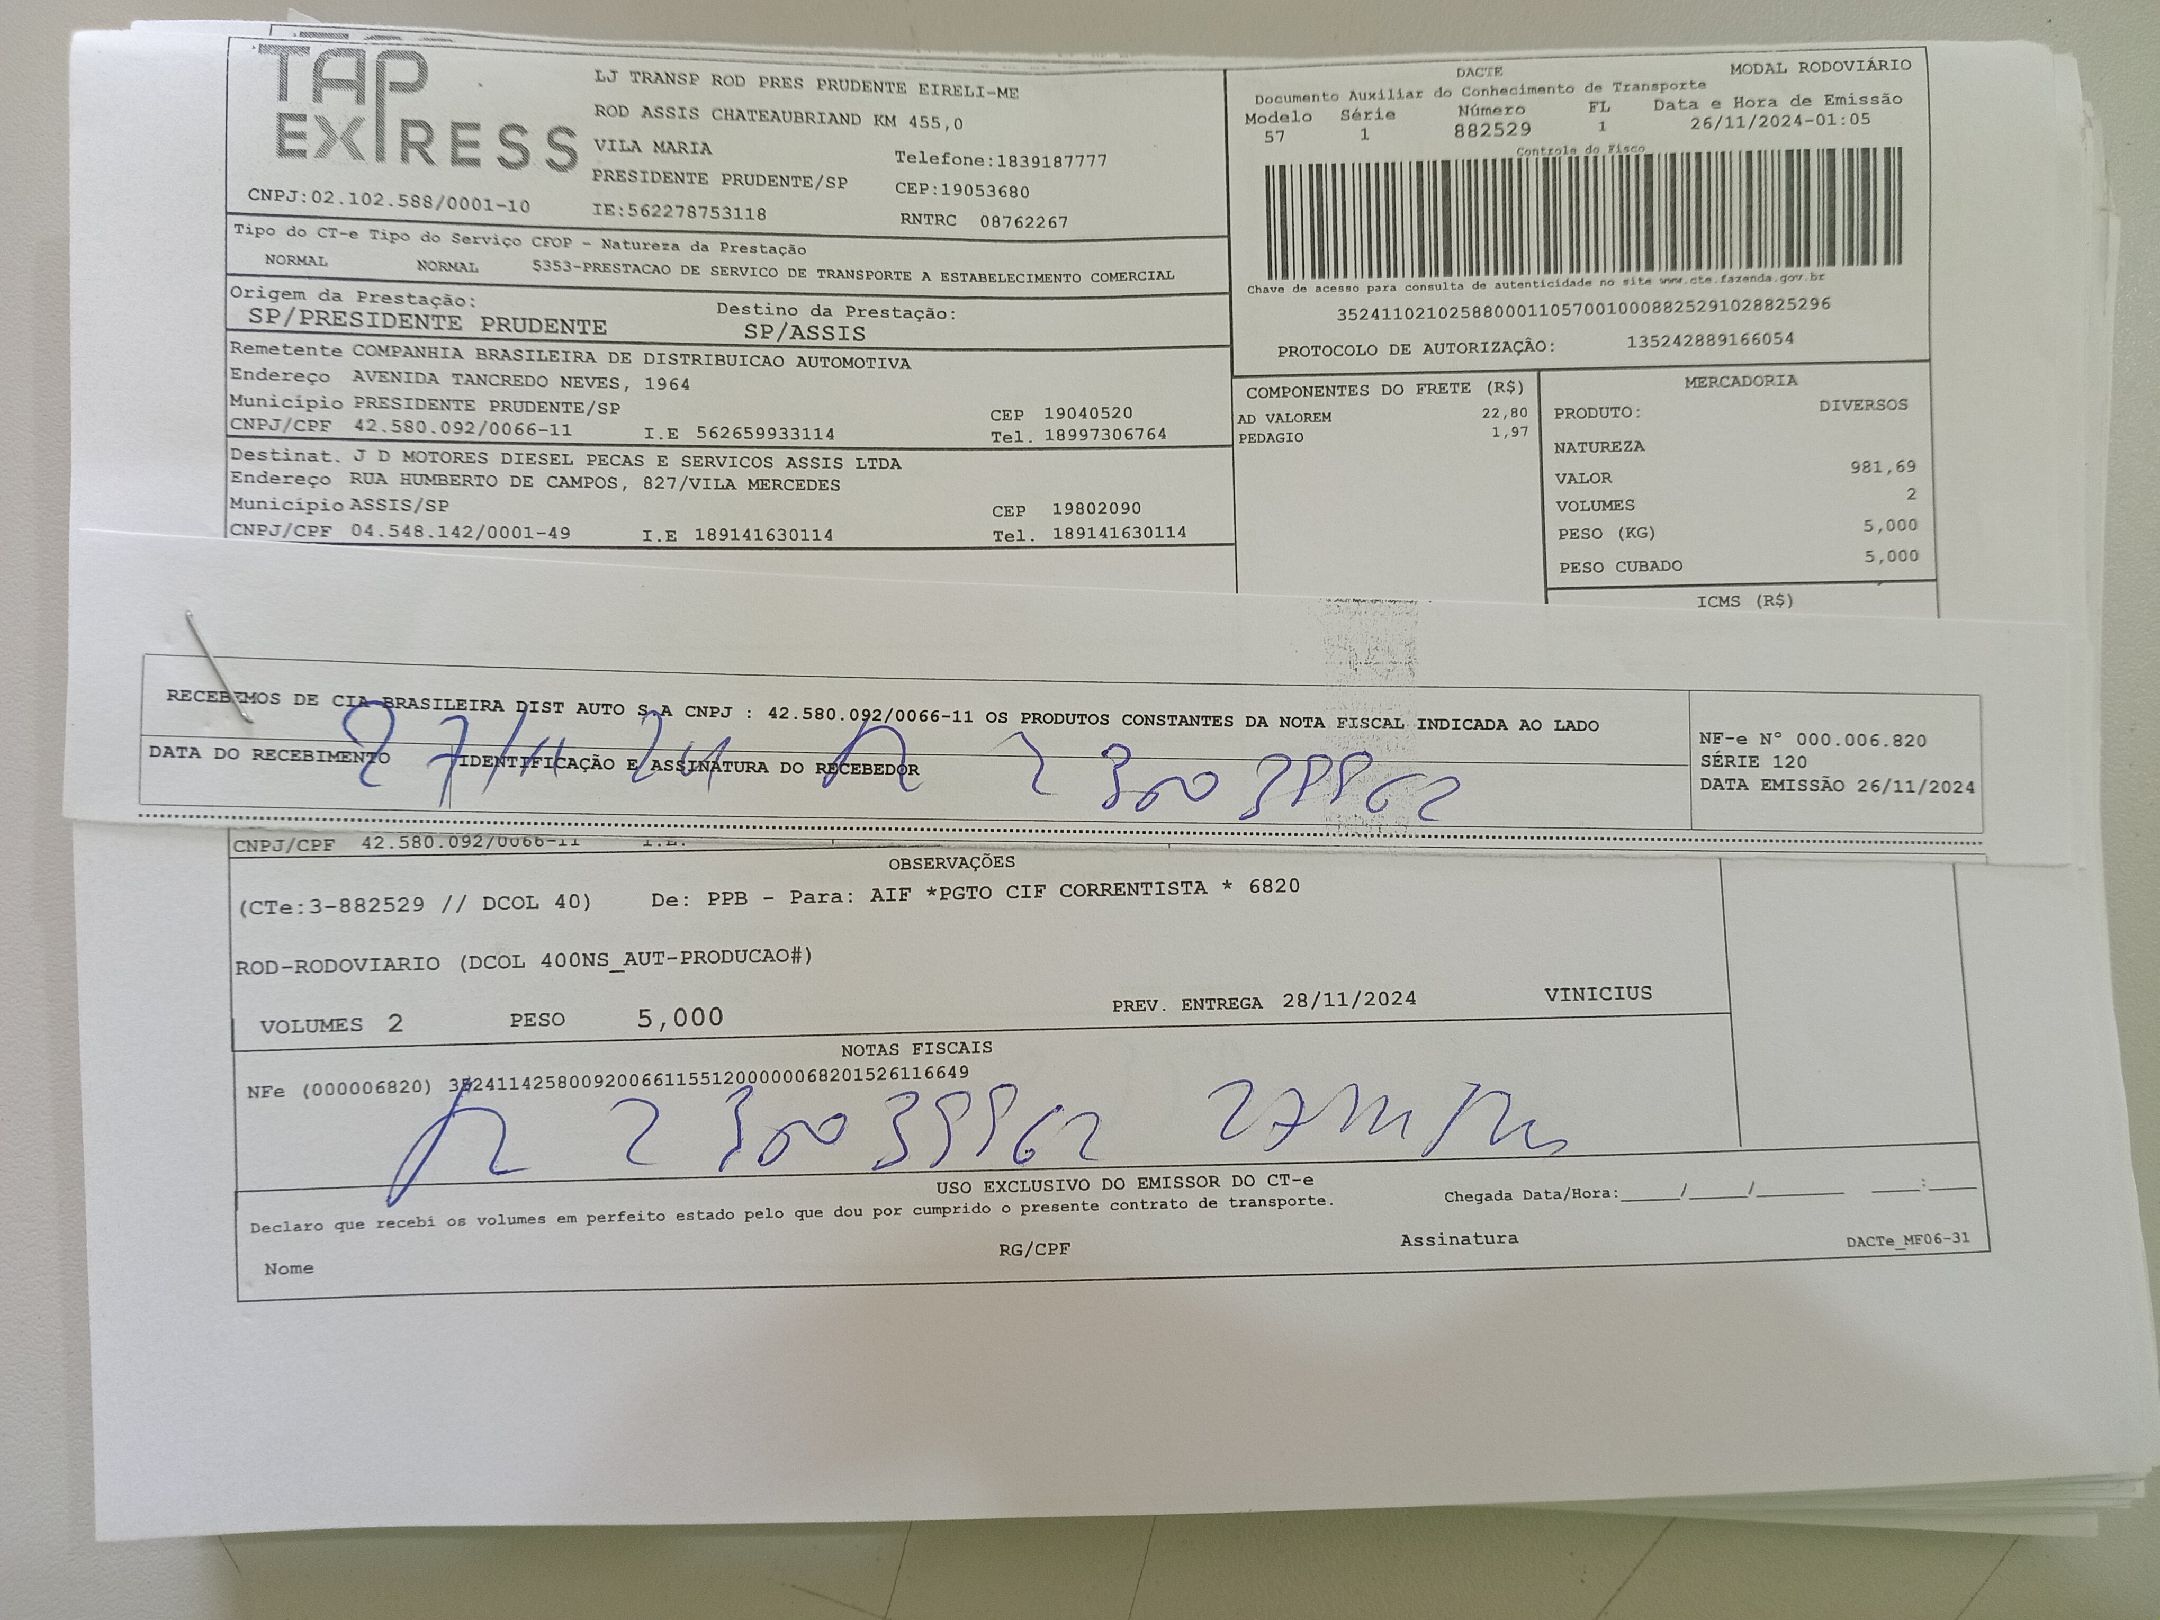 TAP
EXPRESS
CNPJ:02.102.588/0001-10
LJ TRANSP ROD PRES PRUDENTE EIRELI-ME
ROD ASSIS CHATEAUBRIAND KM 455,0
VILA MARIA
Telefone:1839187777
PRESIDENTE PRUDENTE/SP
CEP:19053680
IE:562278753118
RNTRC 08762267
DACTE
MODAL RODOVIÁRIO
Documento Auxiliar do Conhecimento de Transporte
Modelo Série Número FL Data e Hora de Emissão
57 1 882529 1 26/11/2024-01:05
Controle do Fisco
Chave de acesso para consulta de autenticidade no site www.cte.fazenda.gov.br
35241102102588000110570010008825291028825296
PROTOCOLO DE AUTORIZAÇÃO: 135242889166054
Tipo do CT-e Tipo do Serviço CFOP - Natureza da Prestação
NORMAL NORMAL 5353-PRESTACAO DE SERVICO DE TRANSPORTE A ESTABELECIMENTO COMERCIAL
Origem da Prestação: Destino da Prestação:
SP/PRESIDENTE PRUDENTE SP/ASSIS
Remetente COMPANHIA BRASILEIRA DE DISTRIBUICAO AUTOMOTIVA
Endereço AVENIDA TANCREDO NEVES, 1964
Município PRESIDENTE PRUDENTE/SP CEP 19040520
CNPJ/CPF 42.580.092/0066-11 I.E 562659933114 Tel. 18997306764
Destinat. J D MOTORES DIESEL PECAS E SERVICOS ASSIS LTDA
Endereço RUA HUMBERTO DE CAMPOS, 827/VILA MERCEDES
Município ASSIS/SP CEP 19802090
CNPJ/CPF 04.548.142/0001-49 I.E 189141630114 Tel. 189141630114
COMPONENTES DO FRETE (R$)
AD VALOREM 22,80
PEDAGIO 1,97
MERCADORIA
PRODUTO: DIVERSOS
NATUREZA
VALOR 981,69
VOLUMES 2
PESO (KG) 5,000
PESO CUBADO 5,000
ICMS (R$)
RECEBEMOS DE CIA BRASILEIRA DIST AUTO S A CNPJ : 42.580.092/0066-11 OS PRODUTOS CONSTANTES DA NOTA FISCAL INDICADA AO LADO
DATA DO RECEBIMENTO IDENTIFICAÇÃO E ASSINATURA DO RECEBEDOR
27/11/24
NF-e N° 000.006.820
SÉRIE 120
DATA EMISSÃO 26/11/2024
CNPJ/CPF 42.580.092/0066-11 I.E.
OBSERVAÇÕES
(CTe:3-882529 // DCOL 40) De: PPB - Para: AIF *PGTO CIF CORRENTISTA * 6820
ROD-RODOVIARIO (DCOL 400NS_AUT-PRODUCAO#)
VOLUMES 2 PESO 5,000 PREV. ENTREGA 28/11/2024 VINICIUS
NOTAS FISCAIS
NFe (000006820) 35241142580092006611551200000068201526116649
USO EXCLUSIVO DO EMISSOR DO CT-e
Declaro que recebi os volumes em perfeito estado pelo que dou por cumprido o presente contrato de transporte.
Chegada Data/Hora:_____/_____/_______ ____:____
Nome RG/CPF Assinatura DACTe_MF06-31